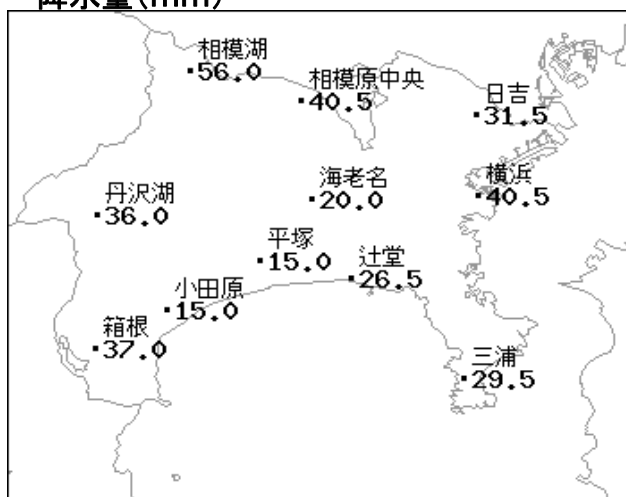 降水量(mm)
相模湖
56.0
相模原中央
40.5
日吉
31.5
丹沢湖
36.0
海老名
20.0
横浜
40.5
平塚
15.0
辻堂
26.5
小田原
15.0
箱根
37.0
三浦
29.5